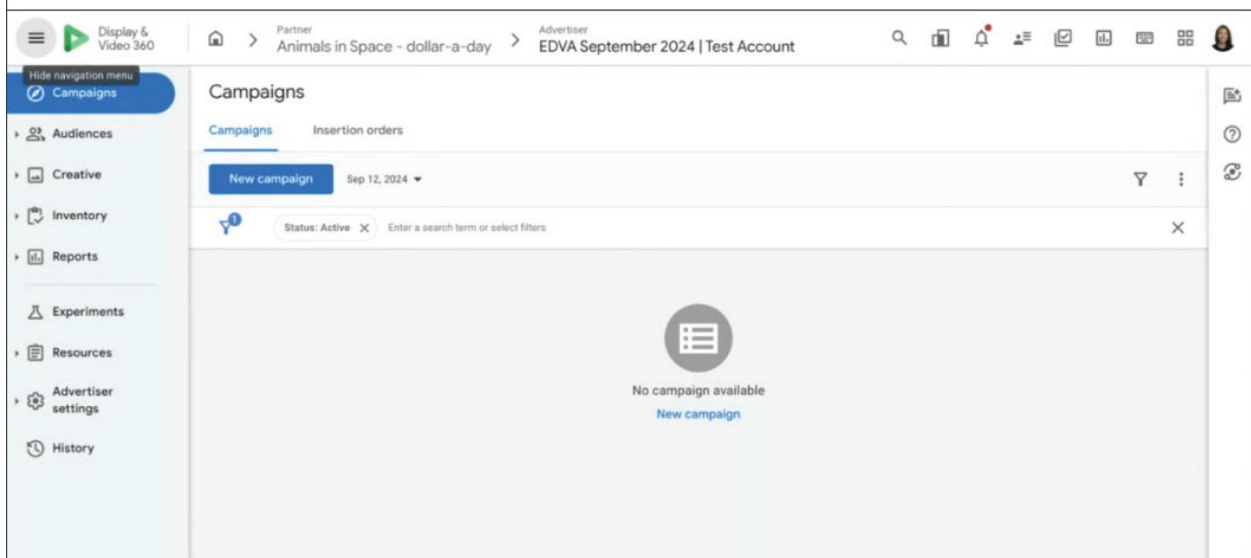 Display &
Video 360
Partner
Animals in Space - dollar-a-day
Advertiser
EDVA September 2024 | Test Account
Hide navigation menu
Campaigns
Audiences
Creative
Inventory
Reports
Experiments
Resources
Advertiser
settings
History
Campaigns
Campaigns Insertion orders
New campaign Sep 12, 2024
1
Status: Active X Enter a search term or select filters
No campaign available
New campaign